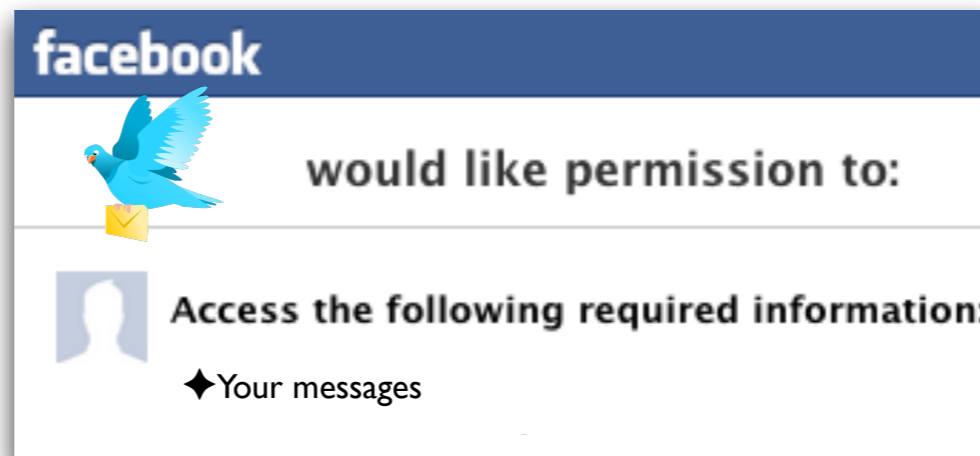 facebook
would like permission to:
Access the following required information:
✦Your messages